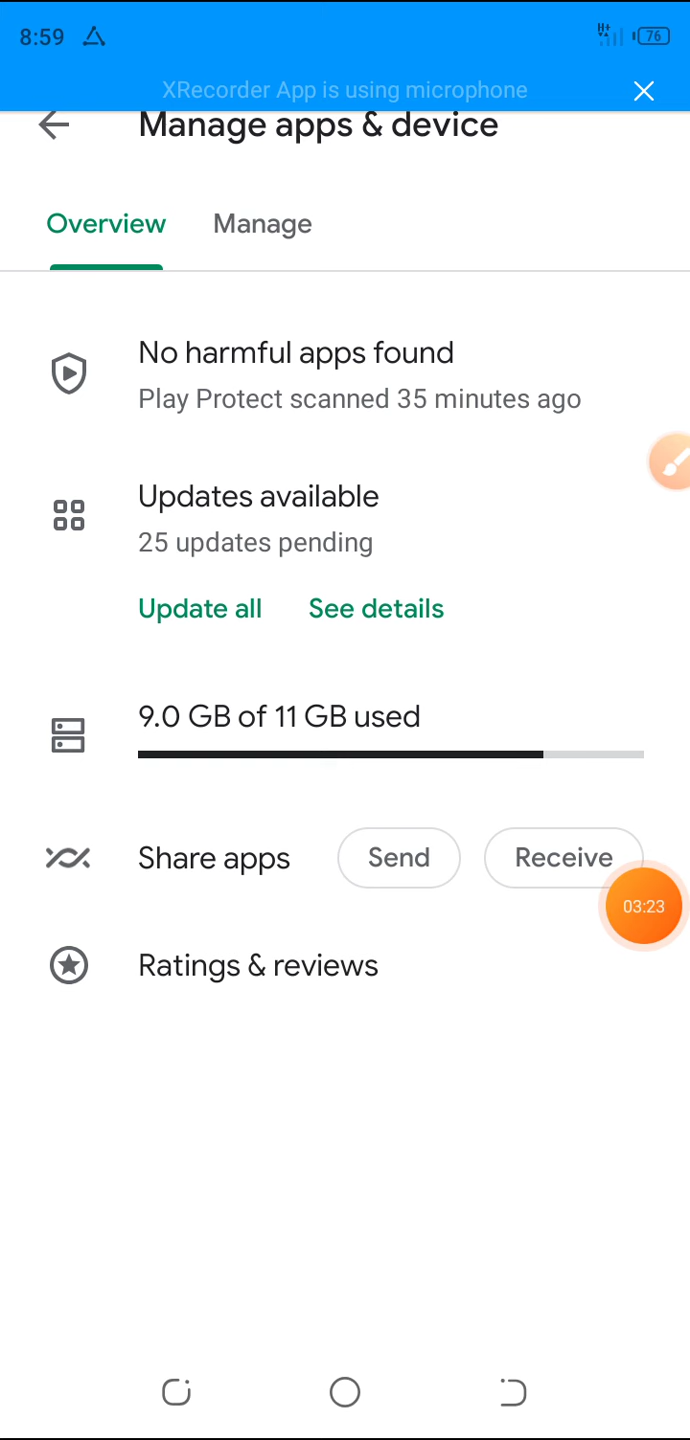 8:59
76
XRecorder App is using microphone
Manage apps & device
Overview Manage
No harmful apps found
Play Protect scanned 35 minutes ago
Updates available
25 updates pending
Update all See details
9.0 GB of 11 GB used
Share apps Send Receive
03:23
Ratings & reviews